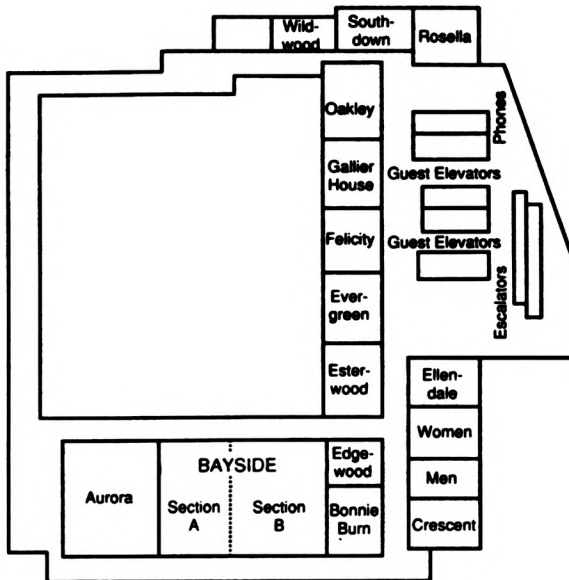 Wild-
wood
South-
down
Rosella
Oakley
Phones
Gallier
House
Guest Elevators
Felicity
Guest Elevators
Escalators
Ever-
green
Ester-
wood
Ellen-
dale
Women
Men
Crescent
Aurora
BAYSIDE
Section
A
Section
B
Edge-
wood
Bonnie
Burn